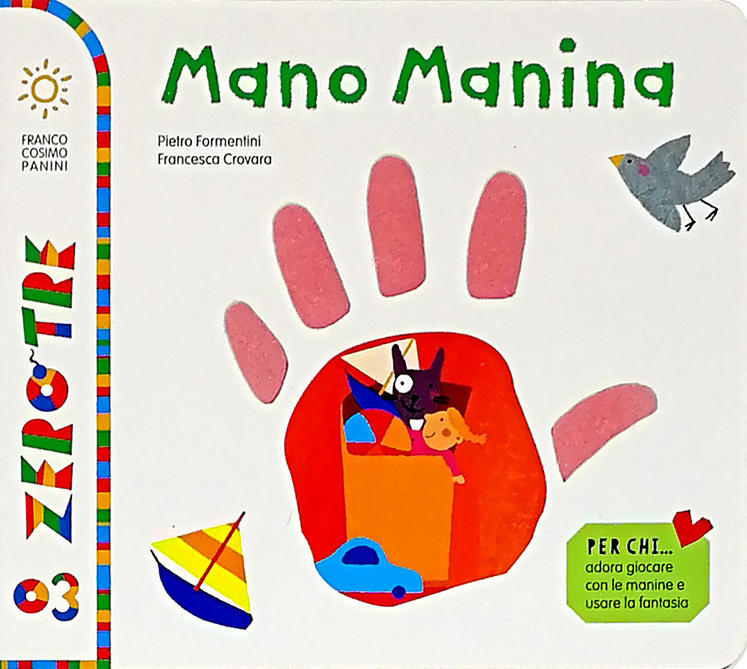 Mano Manina
Pietro Formentini
Francesca Crovara
FRANCO
COSIMO
PANINI
ZEROTRE
03
PER CHI...
adora giocare
con le manine e
usare la fantasia